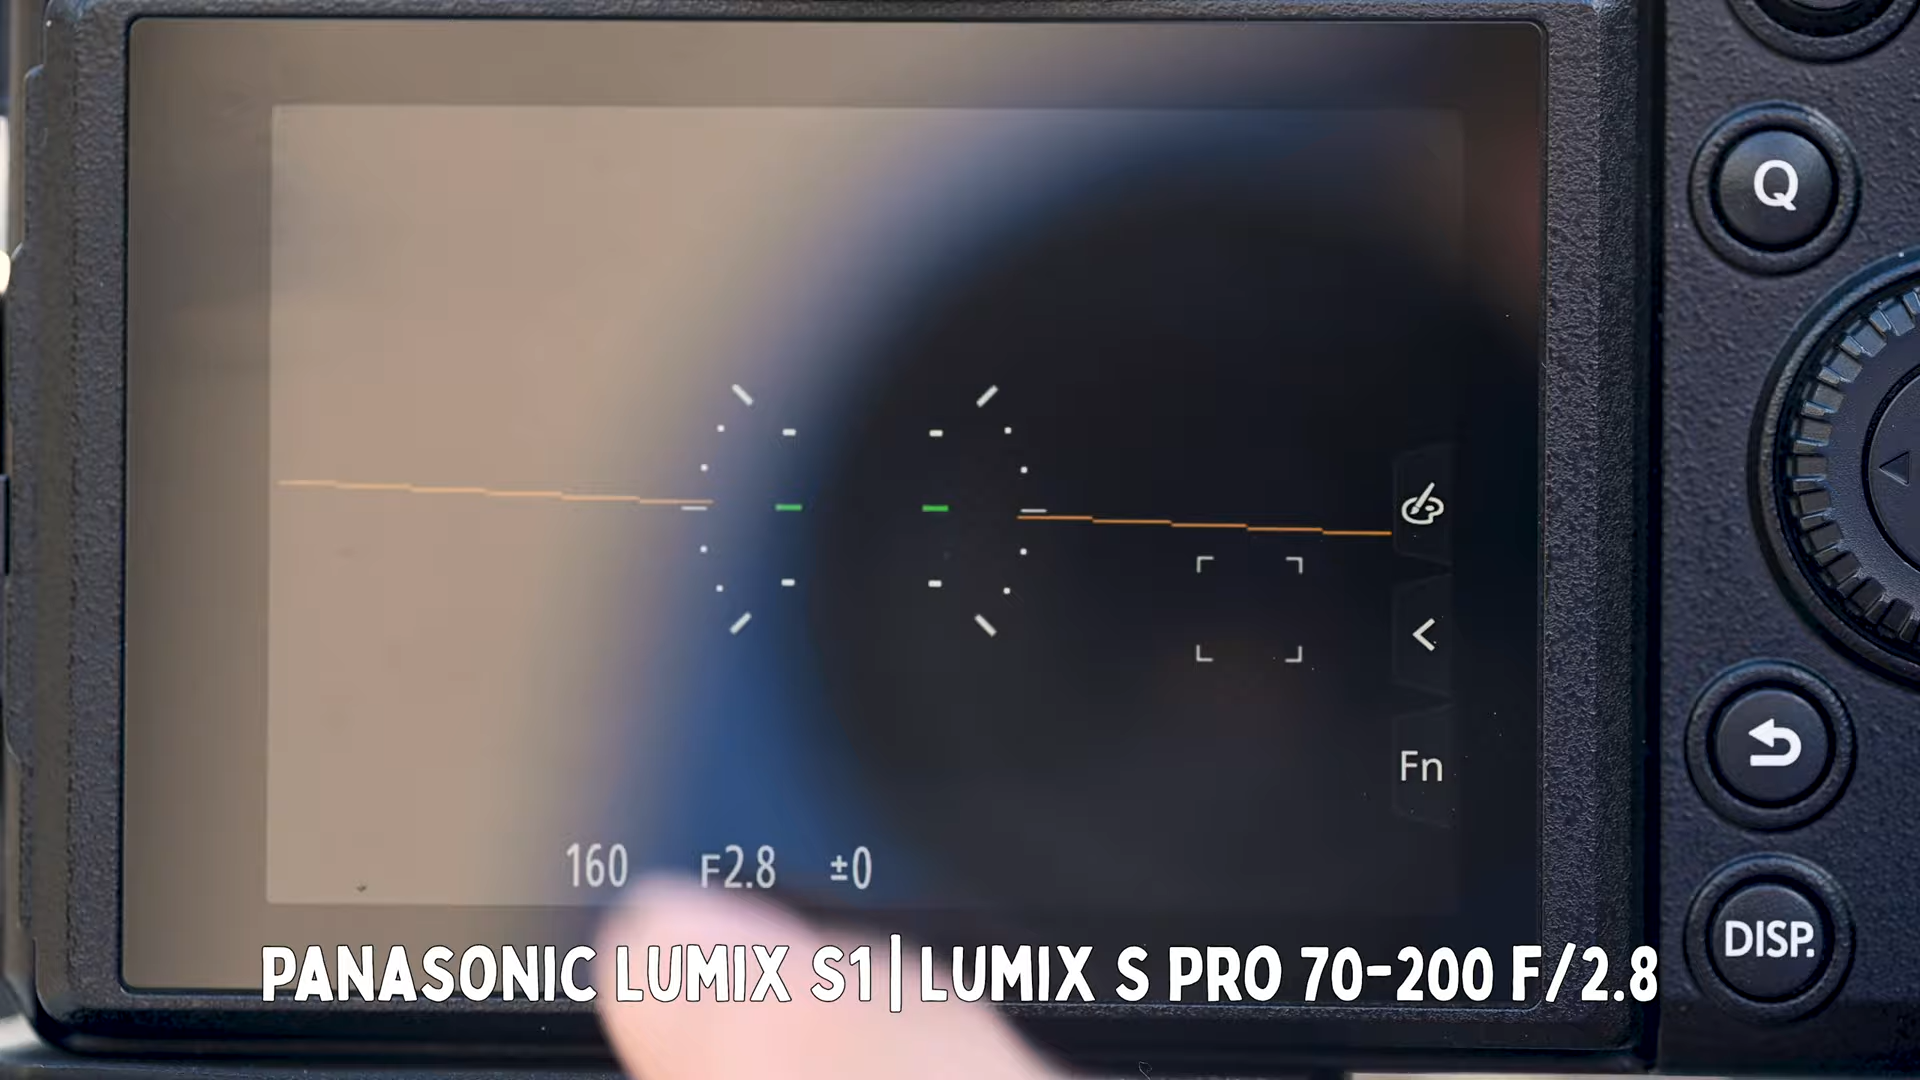 Q
Fn
160 F2.8 ±0
DISP.
PANASONIC LUMIX S1|LUMIX S PRO 70-200 F/2.8